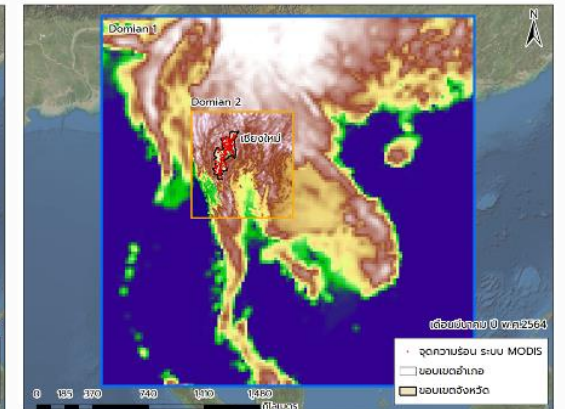 N
Domian 1
Domian 2
เชียงใหม่
เดือนมีนาคม ปี พ.ศ.2564
จุดความร้อน ระบบ MODIS
ขอบเขตอำเภอ
ขอบเขตจังหวัด
0 185 370 740 1,110 1,480
กิโลเมตร